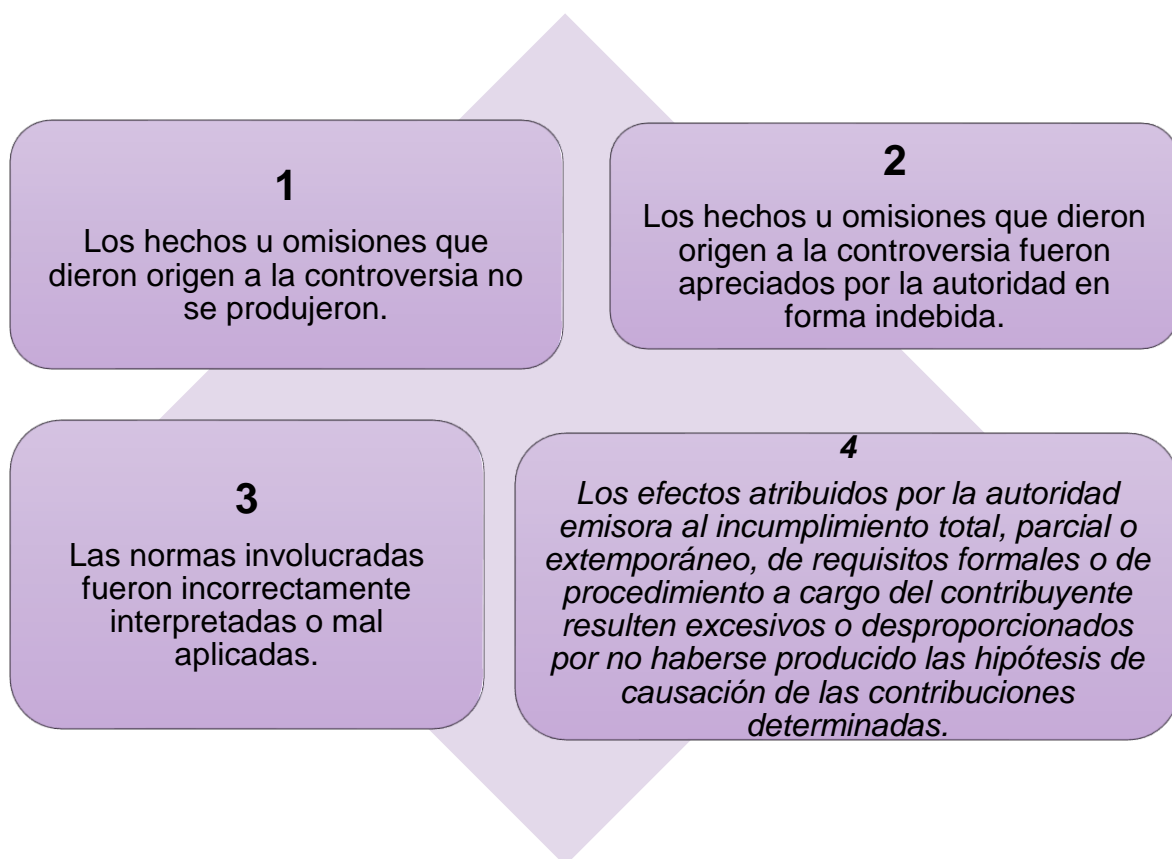 1
Los hechos u omisiones que
dieron origen a la controversia no
se produjeron.
2
Los hechos u omisiones que dieron
origen a la controversia fueron
apreciados por la autoridad en
forma indebida.
3
Las normas involucradas
fueron incorrectamente
interpretadas o mal
aplicadas.
4
Los efectos atribuidos por la autoridad
emisora al incumplimiento total, parcial o
extemporáneo, de requisitos formales o de
procedimiento a cargo del contribuyente
resulten excesivos o desproporcionados
por no haberse producido las hipótesis de
causación de las contribuciones
determinadas.